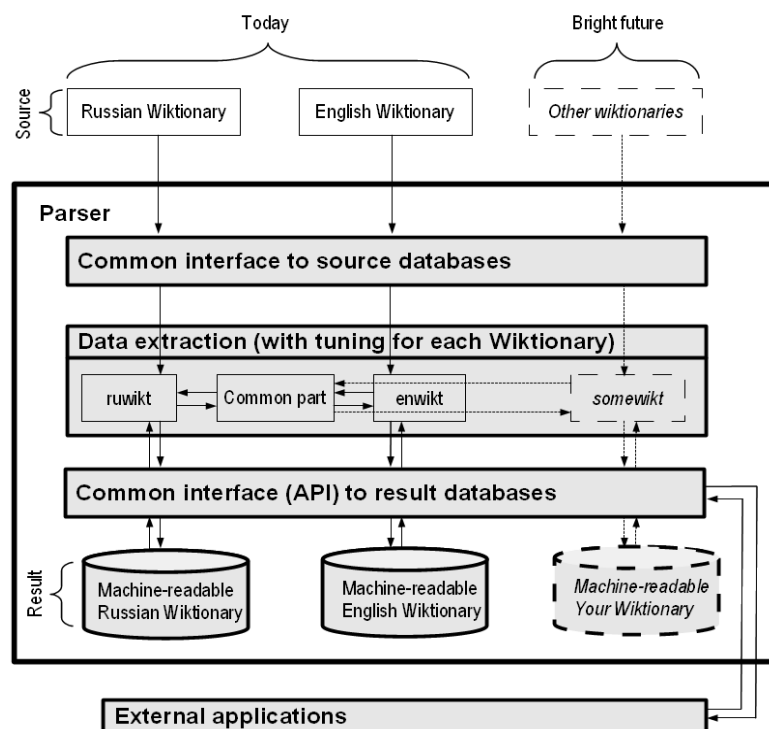 Today
Bright future
Source
Russian Wiktionary
English Wiktionary
Other wiktionaries
Parser
Common interface to source databases
Data extraction (with tuning for each Wiktionary)
ruwikt
Common part
enwikt
somewikt
Common interface (API) to result databases
Result
Machine-readable
Russian Wiktionary
Machine-readable
English Wiktionary
Machine-readable
Your Wiktionary
External applications